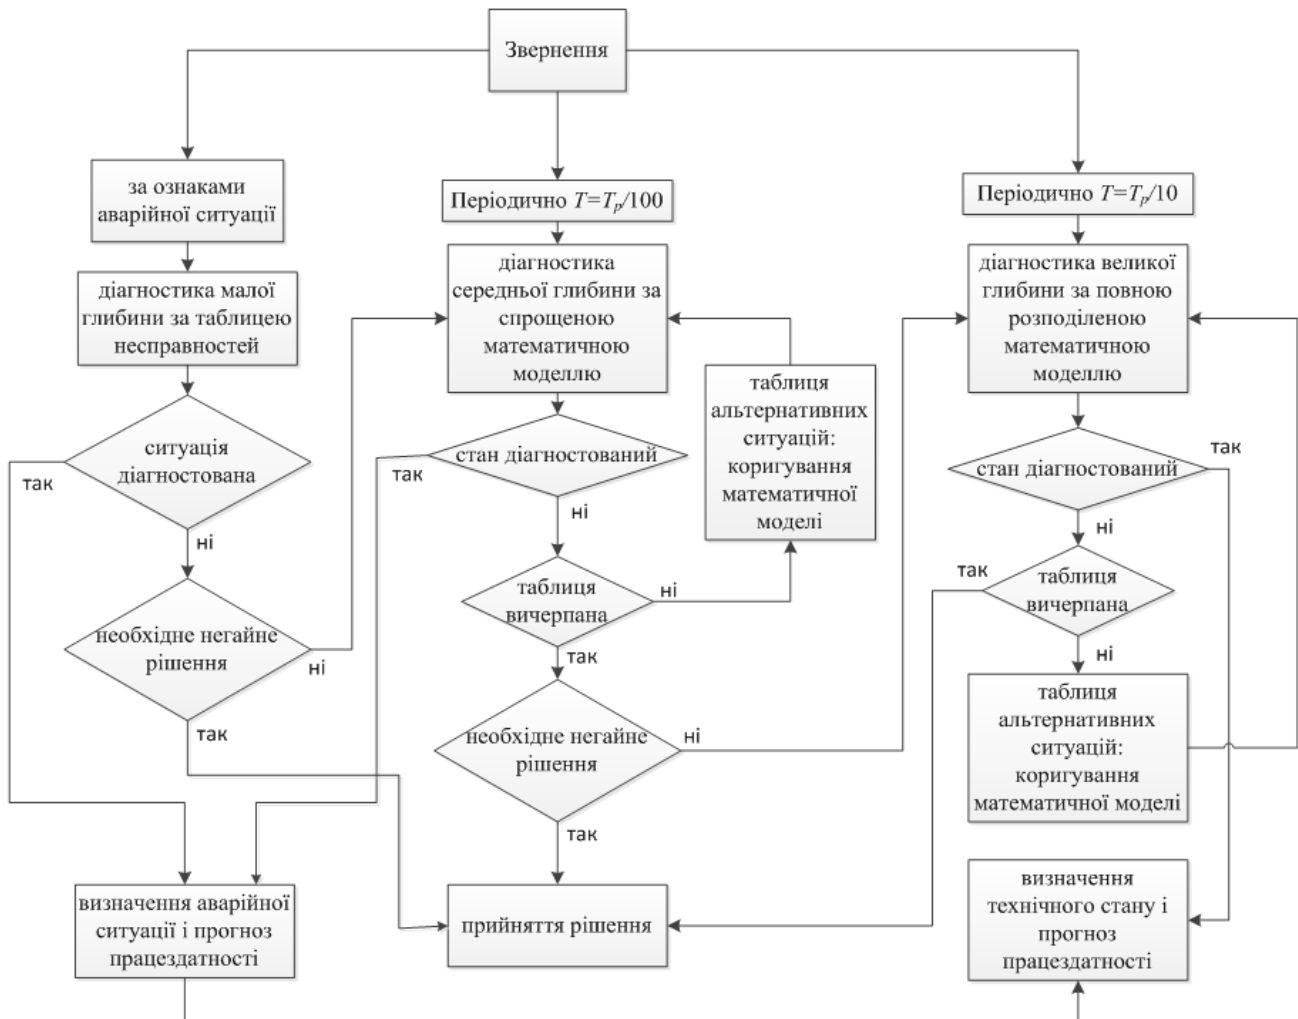 Звернення
за ознаками
аварійної ситуації
діагностика малої
глибини за таблицею
несправностей
ситуація
діагностована
так
ні
необхідне негайне
рішення
ні
так
визначення аварійної
ситуації і прогноз
працездатності
Періодично T=Tp/100
діагностика
середньої глибини за
спрощеною
математичною
моделлю
стан діагностований
так
ні
таблиця
вичерпана
ні
так
таблиця
альтернативних
ситуацій:
коригування
математичної
моделі
необхідне негайне
рішення
ні
так
прийняття рішення
Періодично T=Tp/10
діагностика великої
глибини за повною
розподіленою
математичною
моделлю
стан діагностований
так
ні
таблиця
вичерпана
так
ні
таблиця
альтернативних
ситуацій:
коригування
математичної моделі
визначення
технічного стану і
прогноз
працездатності